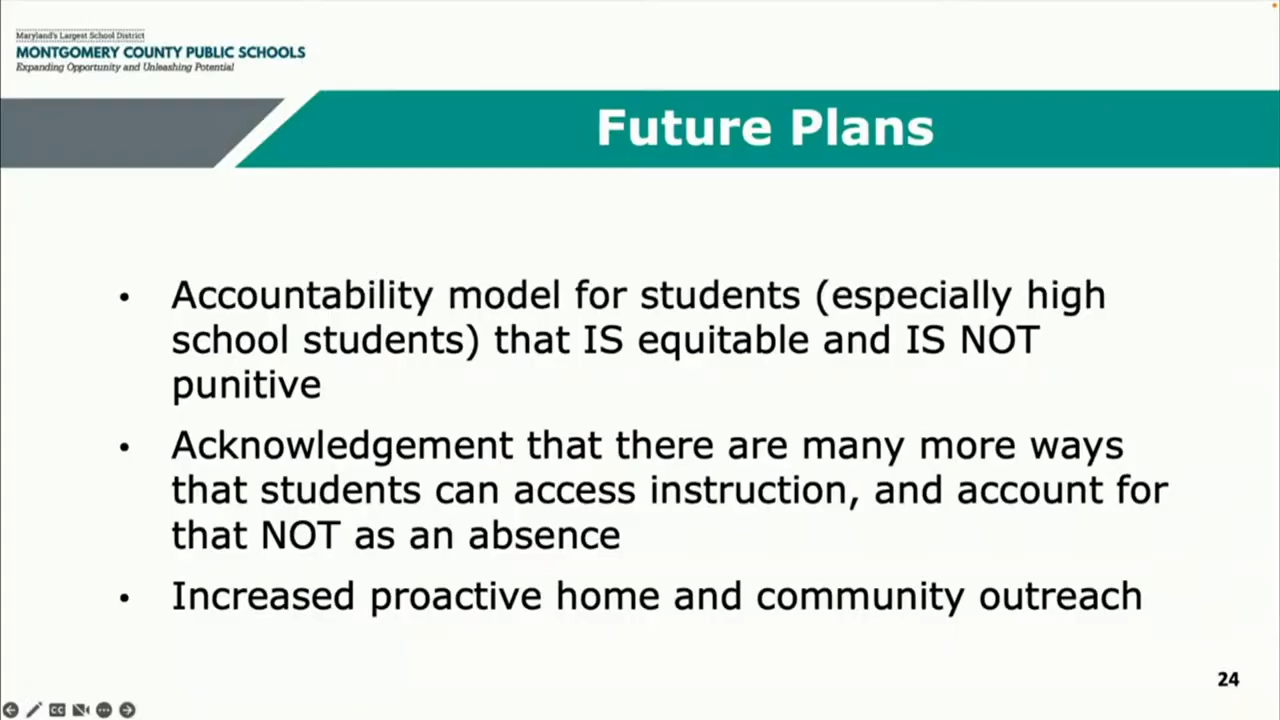 Maryland's Largest School District
MONTGOMERY COUNTY PUBLIC SCHOOLS
Expanding Opportunity and Unleashing Potential
Future Plans
• Accountability model for students (especially high
school students) that IS equitable and IS NOT
punitive
• Acknowledgement that there are many more ways
that students can access instruction, and account for
that NOT as an absence
• Increased proactive home and community outreach
24
CC